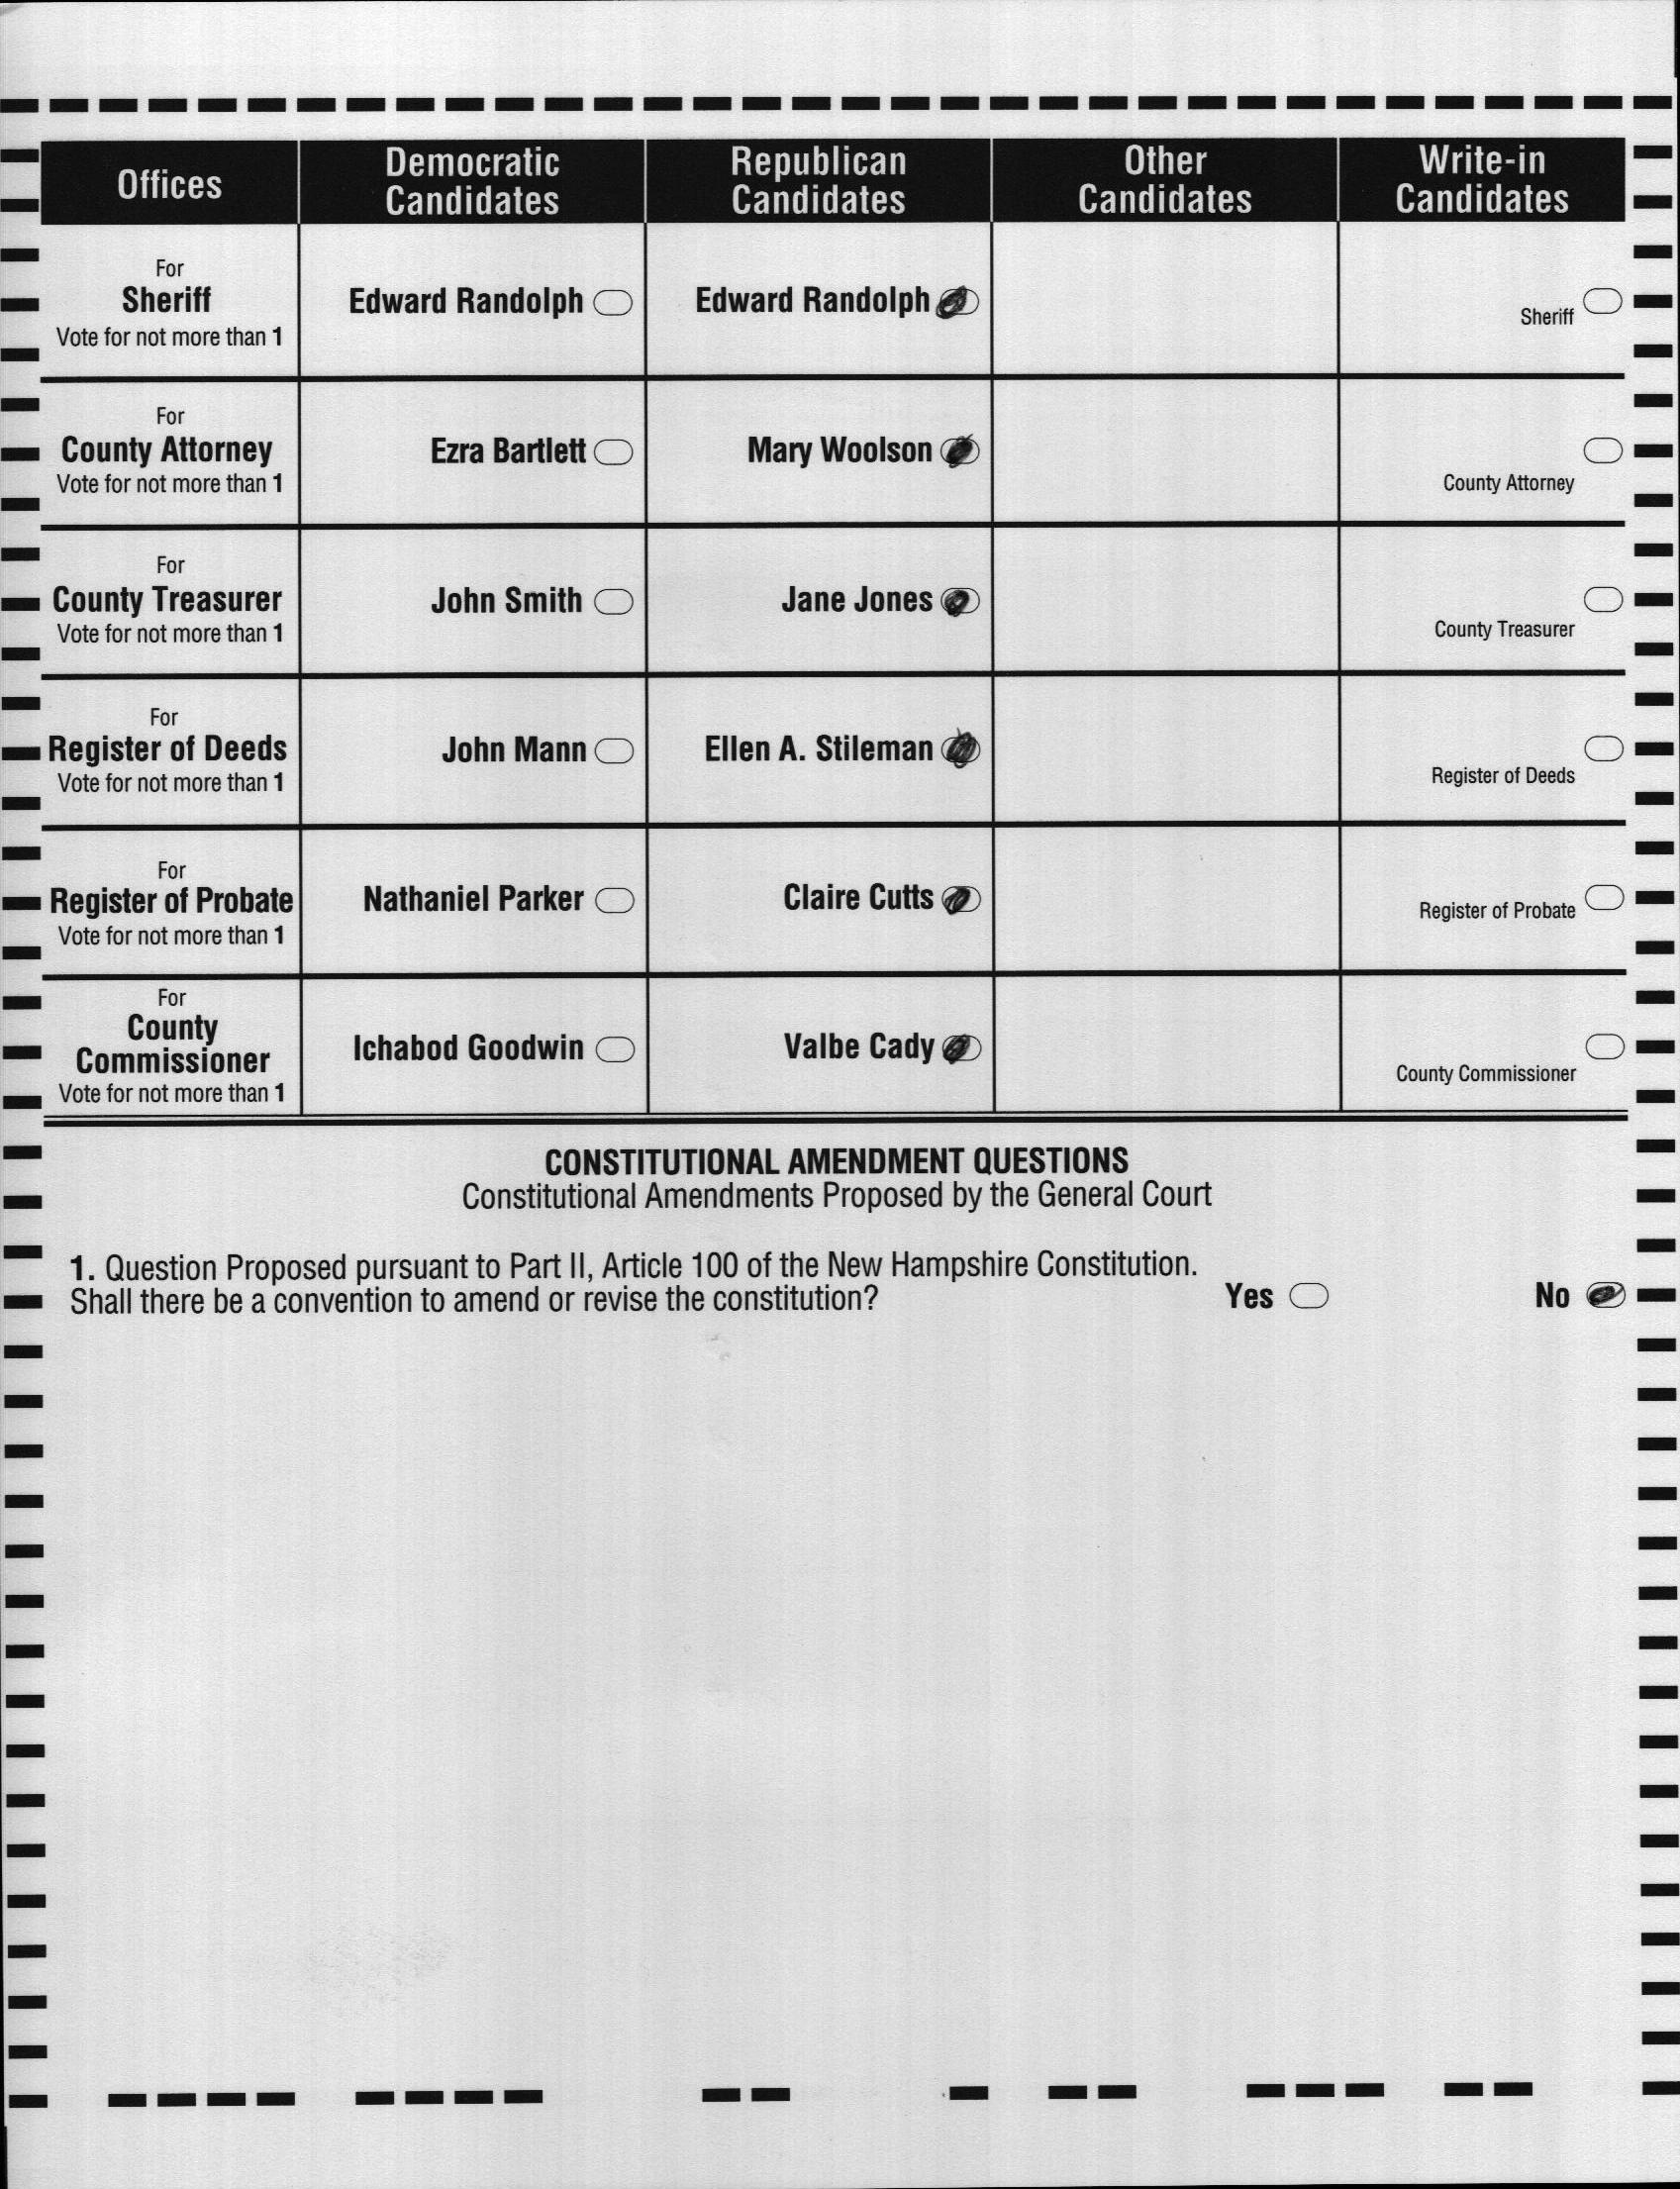 Offices
Democratic
Candidates
Republican
Candidates
Other
Candidates
Write-in
Candidates
For
Sheriff
Vote for not more than 1
Edward Randolph
Edward Randolph
Sheriff
For
County Attorney
Vote for not more than 1
Ezra Bartlett
Mary Woolson
County Attorney
For
County Treasurer
Vote for not more than 1
John Smith
Jane Jones
County Treasurer
For
Register of Deeds
Vote for not more than 1
John Mann
Ellen A. Stileman
Register of Deeds
For
Register of Probate
Vote for not more than 1
Nathaniel Parker
Claire Cutts
Register of Probate
For
County
Commissioner
Vote for not more than 1
Ichabod Goodwin
Valbe Cady
County Commissioner
CONSTITUTIONAL AMENDMENT QUESTIONS
Constitutional Amendments Proposed by the General Court
1. Question Proposed pursuant to Part II, Article 100 of the New Hampshire Constitution.
Shall there be a convention to amend or revise the constitution?
Yes
No